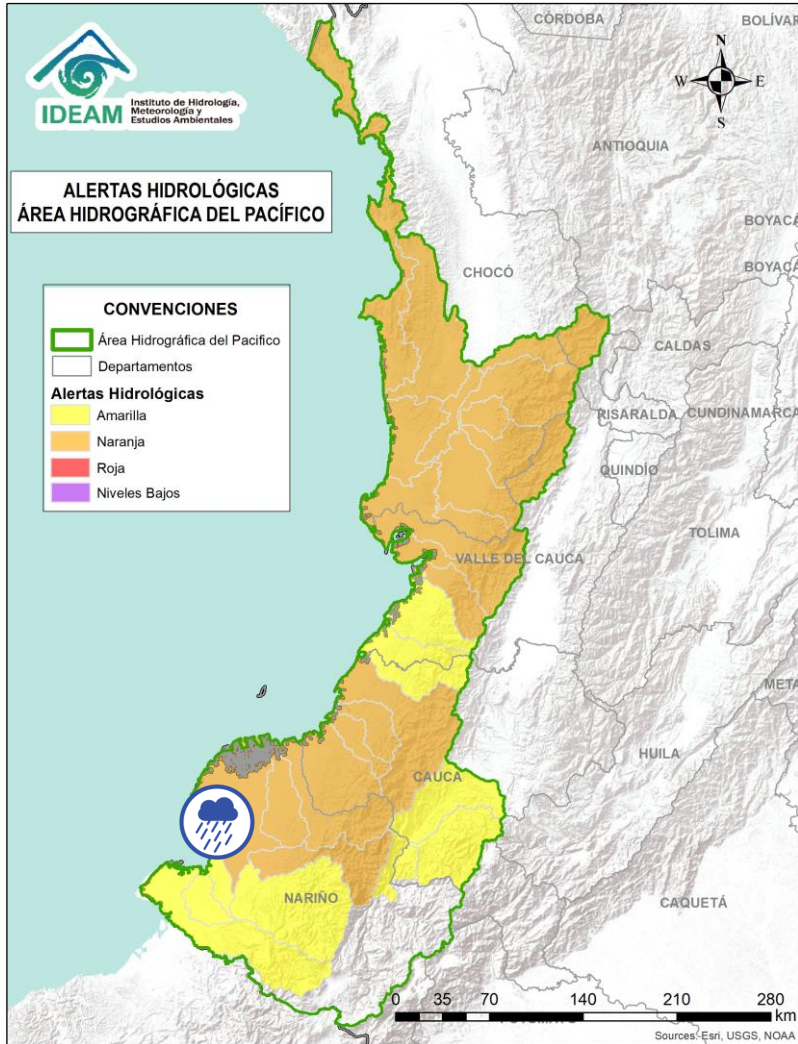 CÓRDOBA
BOLÍVAR
IDEAM
Instituto de Hidrología,
Meteorología y
Estudios Ambientales
N
W
E
S
ANTIOQUIA
ALERTAS HIDROLÓGICAS
ÁREA HIDROGRÁFICA DEL PACÍFICO
BOYACÁ
CHOCÓ
BOYACÁ
CONVENCIONES
Área Hidrográfica del Pacifico
Departamentos
Alertas Hidrológicas
Amarilla
Naranja
Roja
Niveles Bajos
CALDAS
RISARALDA
CUNDINAMARCA
QUINDÍO
TOLIMA
VALLE DEL CAUCA
META
HUILA
CAUCA
NARIÑO
CAQUETÁ
0 35 70 140 210 280
km
Sources: Esri, USGS, NOAA